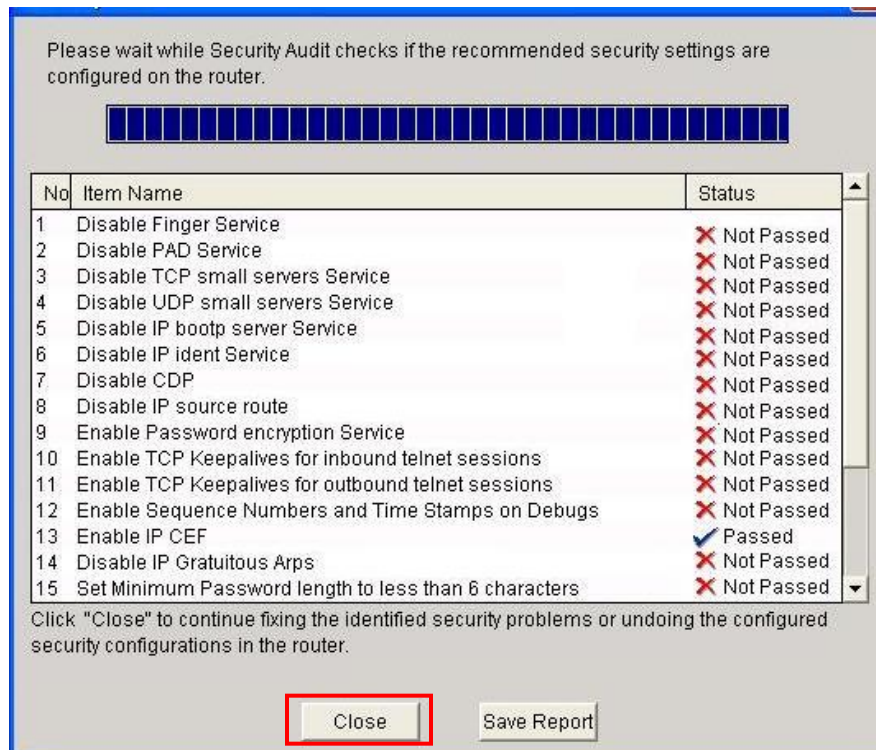 Please wait while Security Audit checks if the recommended security settings are
configured on the router.
No Item Name Status
1 Disable Finger Service Not Passed
2 Disable PAD Service Not Passed
3 Disable TCP small servers Service Not Passed
4 Disable UDP small servers Service Not Passed
5 Disable IP bootp server Service Not Passed
6 Disable IP ident Service Not Passed
7 Disable CDP Not Passed
8 Disable IP source route Not Passed
9 Enable Password encryption Service Not Passed
10 Enable TCP Keepalives for inbound telnet sessions Not Passed
11 Enable TCP Keepalives for outbound telnet sessions Not Passed
12 Enable Sequence Numbers and Time Stamps on Debugs Not Passed
13 Enable IP CEF Passed
14 Disable IP Gratuitous Arps Not Passed
15 Set Minimum Password length to less than 6 characters Not Passed
Click "Close" to continue fixing the identified security problems or undoing the configured
security configurations in the router.
Close Save Report